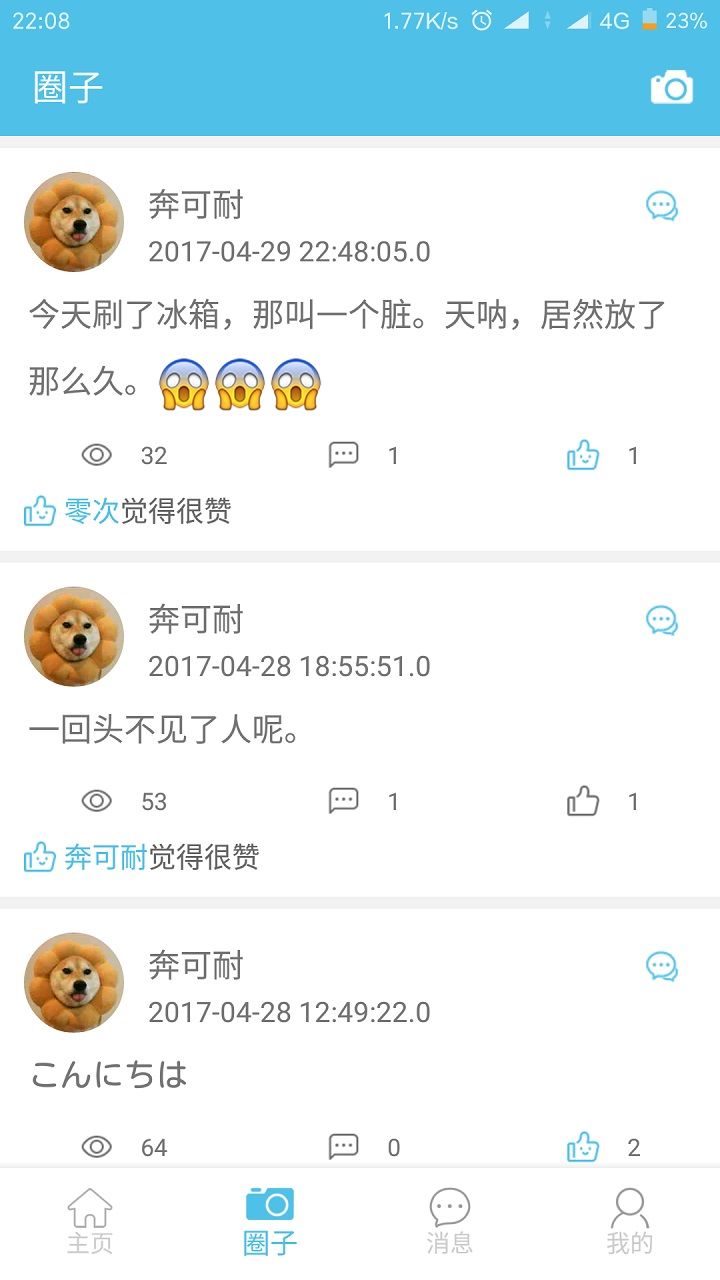 22:08 1.77K/s 4G 23%
圈子
奔可耐
2017-04-29 22:48:05.0
今天刷了冰箱，那叫一个脏。天呐，居然放了
那么久。😱😱😱
32 1 1
零次觉得很赞
奔可耐
2017-04-28 18:55:51.0
一回头不见了人呢。
53 1 1
奔可耐觉得很赞
奔可耐
2017-04-28 12:49:22.0
こんにちは
64 0 2
主页 圈子 消息 我的